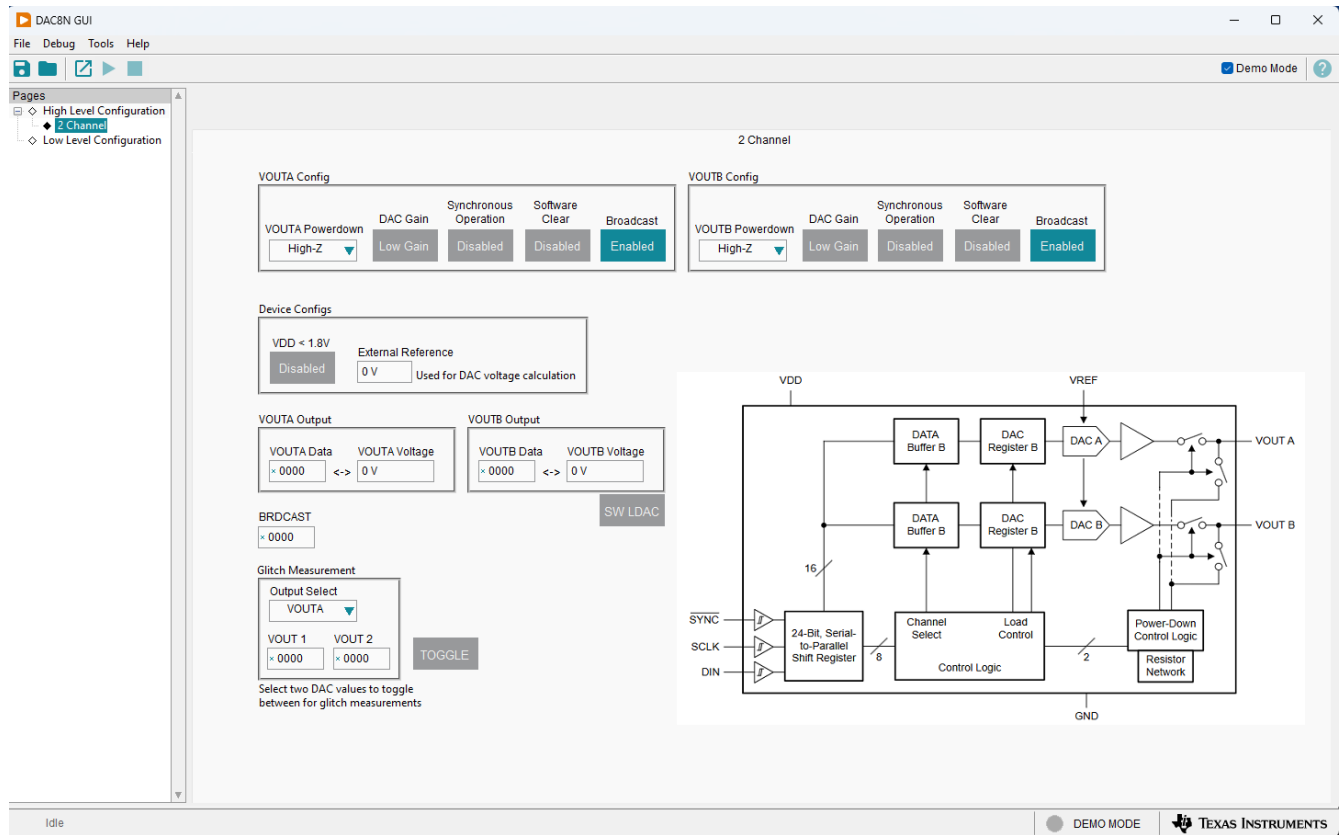 DAC8N GUI
File Debug Tools Help
Demo Mode
Pages
High Level Configuration
2 Channel
Low Level Configuration
2 Channel
VOUTA Config
VOUTA Powerdown
High-Z
DAC Gain
Low Gain
Synchronous
Operation
Disabled
Software
Clear
Disabled
Broadcast
Enabled
VOUTB Config
VOUTB Powerdown
High-Z
DAC Gain
Low Gain
Synchronous
Operation
Disabled
Software
Clear
Disabled
Broadcast
Enabled
Device Configs
VDD < 1.8V
Disabled
External Reference
0 V
Used for DAC voltage calculation
VOUTA Output
VOUTA Data
× 0000
<->
VOUTA Voltage
0 V
VOUTB Output
VOUTB Data
× 0000
<->
VOUTB Voltage
0 V
SW LDAC
BRDCAST
× 0000
Glitch Measurement
Output Select
VOUTA
VOUT 1
× 0000
VOUT 2
× 0000
TOGGLE
Select two DAC values to toggle
between for glitch measurements
VDD
VREF
DATA
Buffer B
DAC
Register B
DAC A
VOUT A
DATA
Buffer B
DAC
Register B
DAC B
VOUT B
16
SYNC
SCLK
DIN
24-Bit, Serial-
to-Parallel
Shift Register
8
Channel
Select
Load
Control
Control Logic
2
Power-Down
Control Logic
Resistor
Network
GND
Idle
DEMO MODE
TEXAS INSTRUMENTS